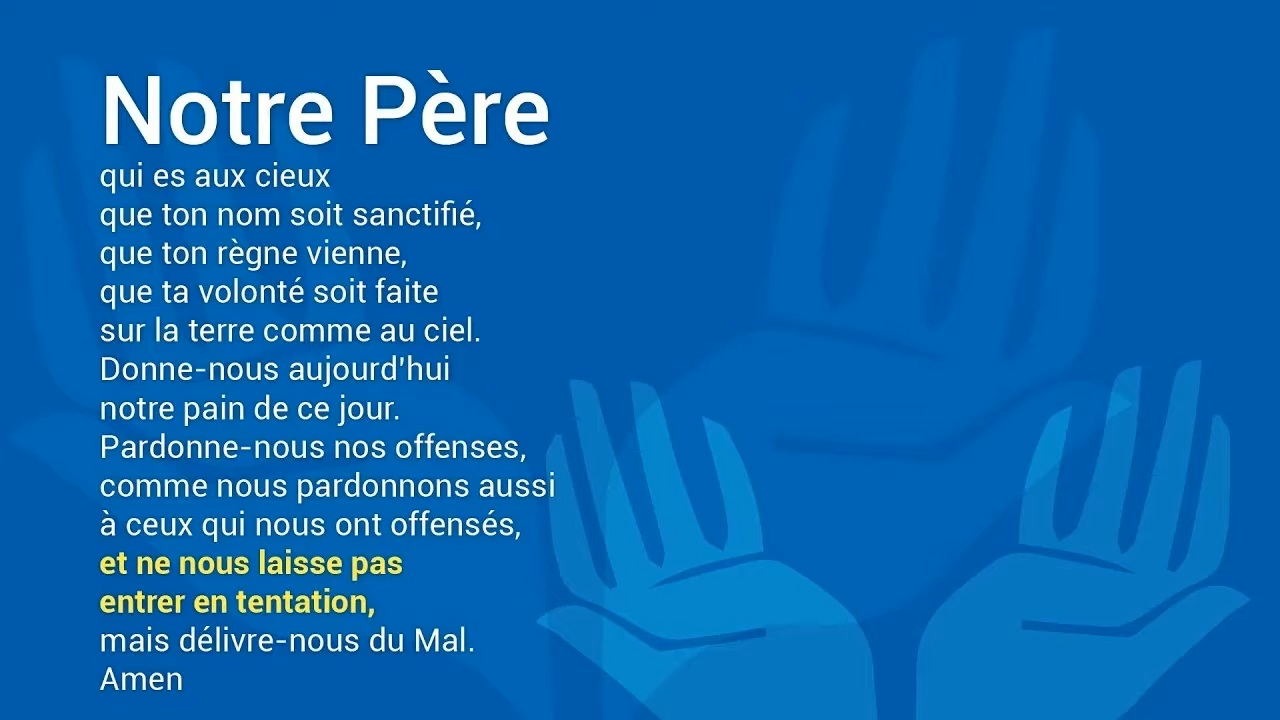 Notre Père
qui es aux cieux
que ton nom soit sanctifié,
que ton règne vienne,
que ta volonté soit faite
sur la terre comme au ciel.
Donne-nous aujourd'hui
notre pain de ce jour.
Pardonne-nous nos offenses,
comme nous pardonnons aussi
à ceux qui nous ont offensés,
et ne nous laisse pas
entrer en tentation,
mais délivre-nous du Mal.
Amen